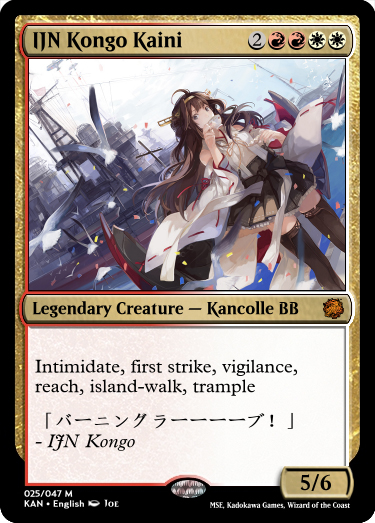 IJN Kongo Kaini 2
Legendary Creature — Kancolle BB
Intimidate, first strike, vigilance,
reach, island-walk, trample
「バーニングラーーーーブ！」
- IJN Kongo
5/6
025/047 M
KAN • English JOE
MSE, Kadokawa Games, Wizard of the Coast